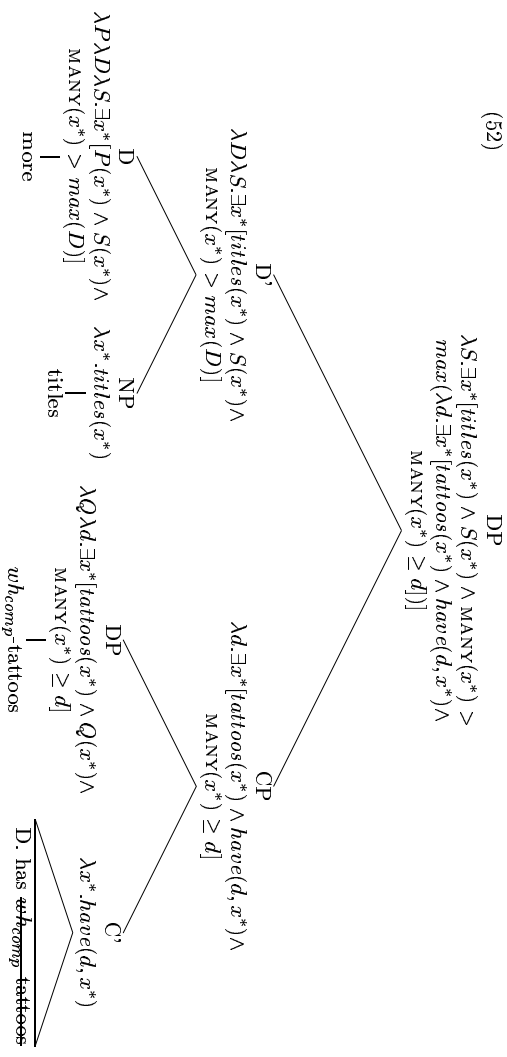 (52)
DP
λS.∃x*[titles(x*) ∧ S(x*) ∧ MANY(x*) >
max(λd.∃x*[tattoos(x*) ∧ have(d, x*)∧
MANY(x*) ≥ d])]
D'
λDλS.∃x*[titles(x*) ∧ S(x*)∧
MANY(x*) > max(D)]
CP
λd.∃x*[tattoos(x*) ∧ have(d, x*)∧
MANY(x*) ≥ d]
D
λPλDλS.∃x*[P(x*) ∧ S(x*)∧
MANY(x*) > max(D)]
more
NP
λx*.titles(x*)
titles
DP
λQλd.∃x*[tattoos(x*) ∧ Q(x*)∧
MANY(x*) ≥ d]
wh_comp-tattoos
C'
λx*.have(d, x*)
D. has wh_comp tattoos